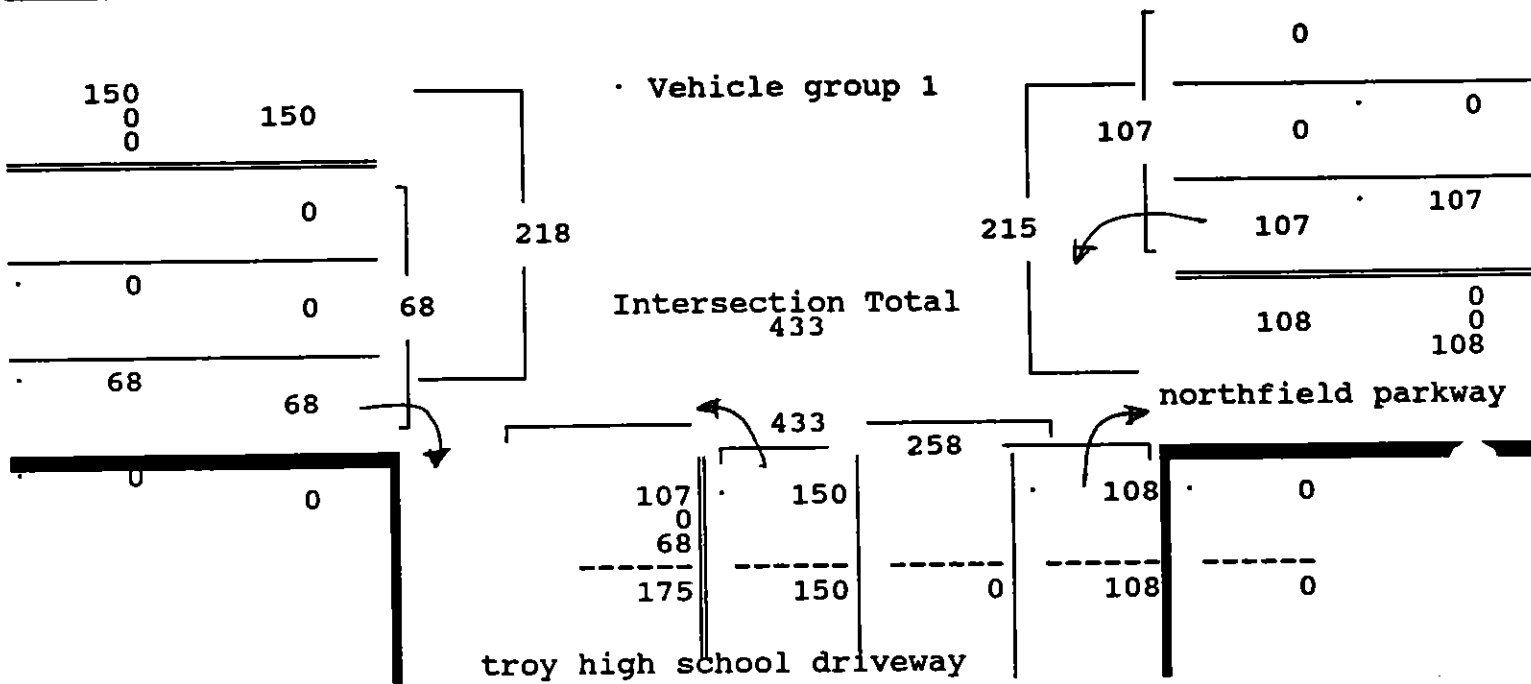 0
150 · Vehicle group 1
0 150 · 0
0 107 0
0 · 107
218 215 107
· 0
0 68 Intersection Total 0
433 108 0
108
· 68
68 northfield parkway
433
258
· 0
0 107 · 150 · 108 · 0
0
68
------ ------ ------ ------ ------
175 150 0 108 0
troy high school driveway